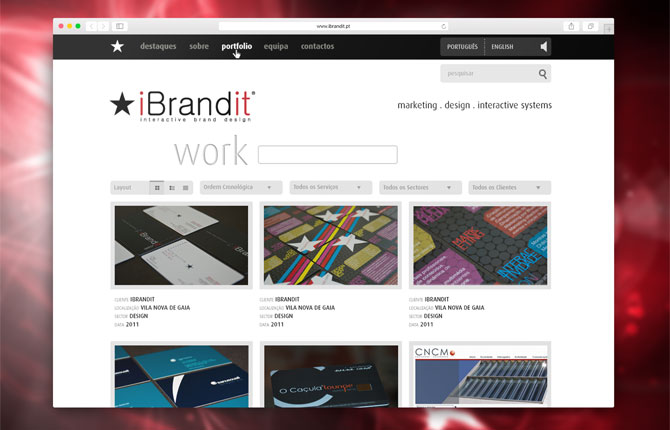 www.ibrandit.pt
destaques sobre portfolio equipa contactos PORTUGUÊS ENGLISH
pesquisar
iBrandit®
interactive brand design
marketing . design . interactive systems
work
Layout Ordem Cronológica Todos os Serviços Todos os Sectores Todos os Clientes
CLIENTE IBRANDIT
LOCALIZAÇÃO VILA NOVA DE GAIA
SECTOR DESIGN
DATA 2011
CLIENTE IBRANDIT
LOCALIZAÇÃO VILA NOVA DE GAIA
SECTOR DESIGN
DATA 2011
CLIENTE IBRANDIT
LOCALIZAÇÃO VILA NOVA DE GAIA
SECTOR DESIGN
DATA 2011
iBrandit
MARKETING
O Caçula lounge
CNCM